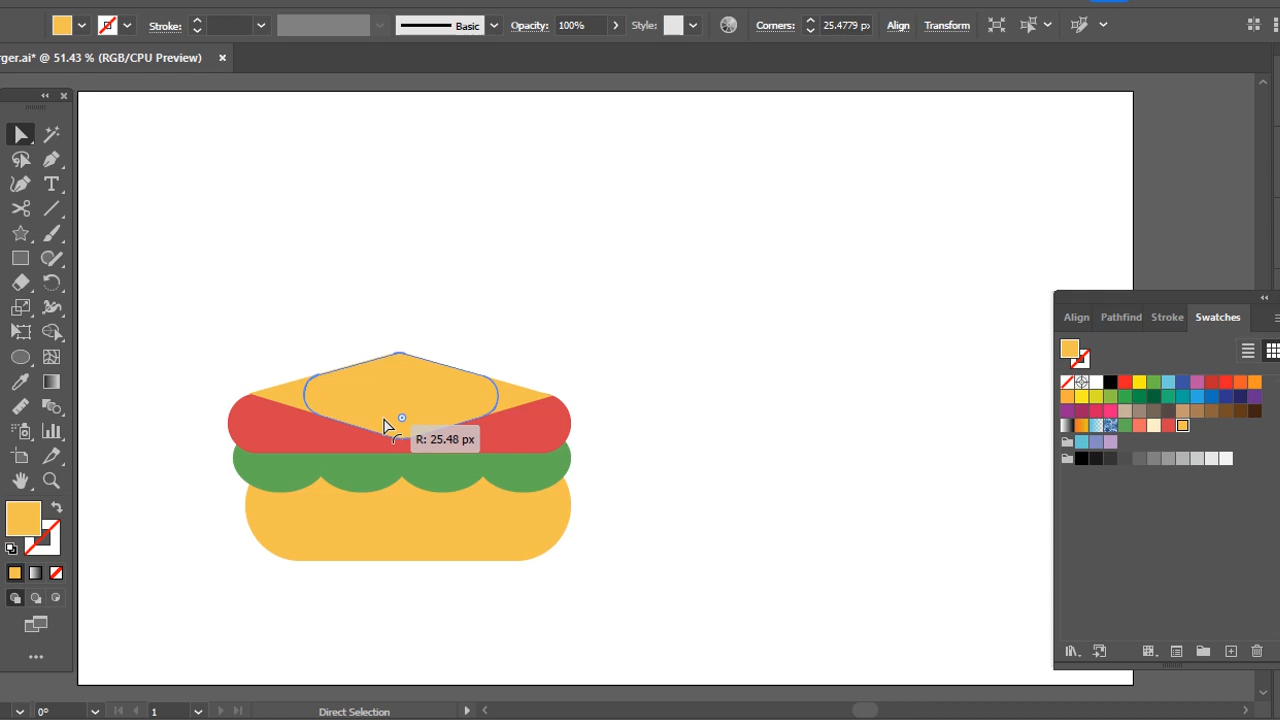 Stroke: Basic Opacity: 100% Style: Corners: 25.4779 px Align Transform
rger.ai* @ 51.43 % (RGB/CPU Preview) ×
Align Pathfind Stroke Swatches
R: 25.48 px
0° 1 Direct Selection